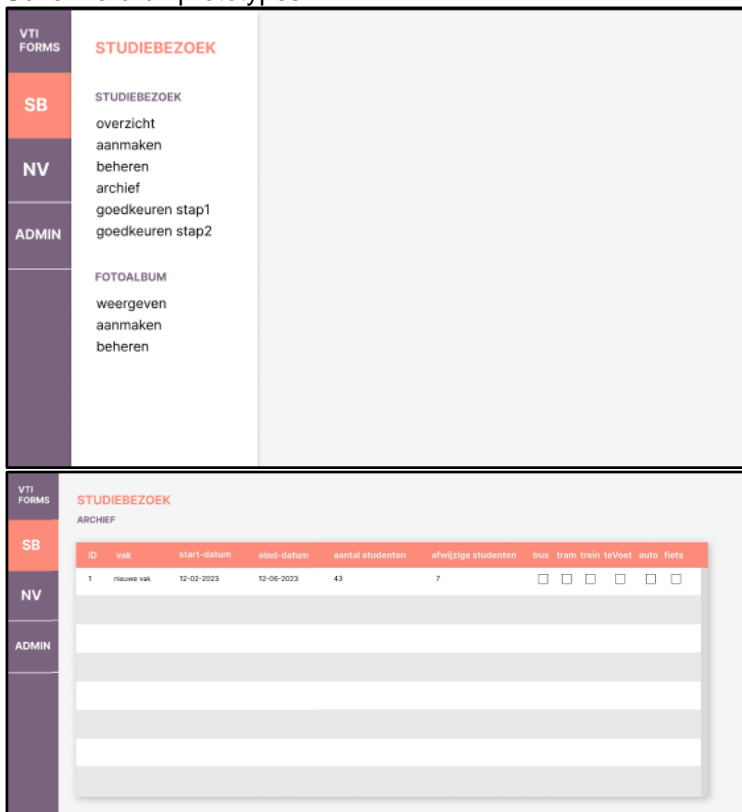 VTI
FORMS
STUDIEBEZOEK
SB
STUDIEBEZOEK
overzicht
aanmaken
NV
beheren
archief
goedkeuren stap1
ADMIN
goedkeuren stap2
FOTOALBUM
weergeven
aanmaken
beheren
VTI
FORMS
STUDIEBEZOEK
ARCHIEF
SB
ID vak start-datum eind-datum aantal studenten afwijzige studenten bus tram trein teVoet auto fiets
1 nieuwe vak 12-02-2023 12-06-2023 43 7
NV
ADMIN